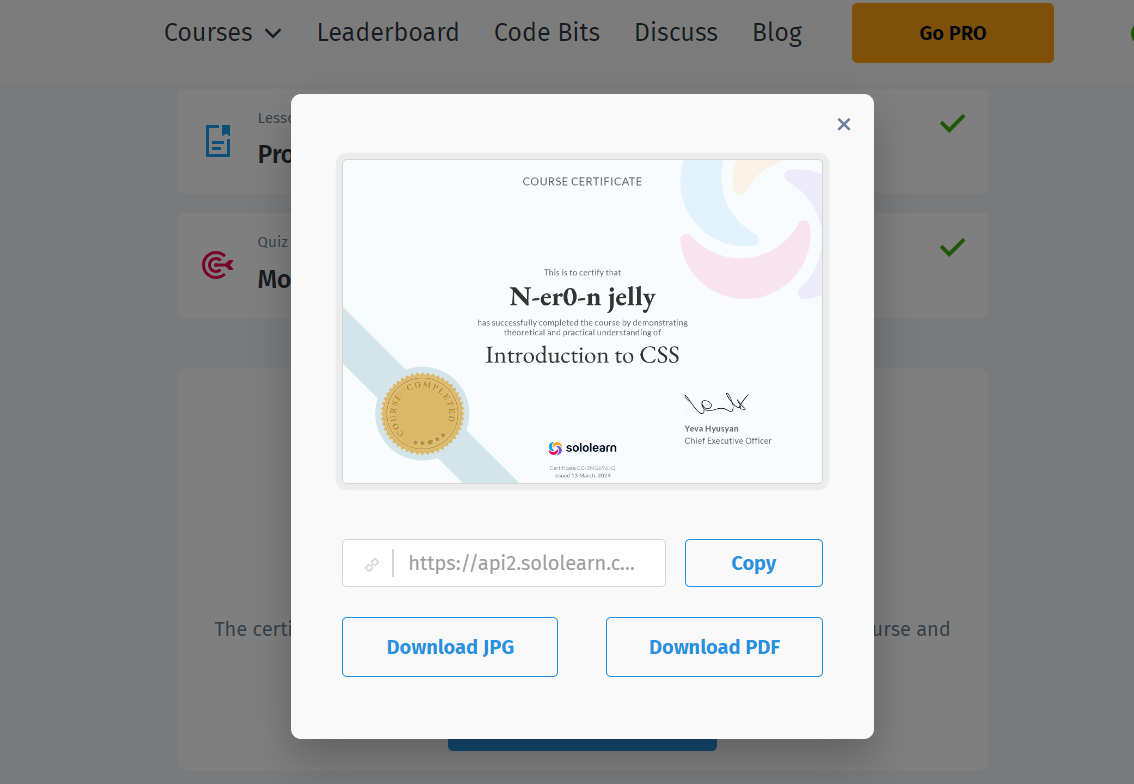 Courses Leaderboard Code Bits Discuss Blog Go PRO
Pro
Quiz
Mo
COURSE CERTIFICATE
This is to certify that
N-er0-n jelly
has successfully completed the course by demonstrating
theoretical and practical understanding of
Introduction to CSS
COURSE COMPLETED
Yeva Hyusyan
Chief Executive Officer
sololearn
Issued 13 March, 2024
https://api2.sololearn.c... Copy
The certi
urse and
Download JPG Download PDF